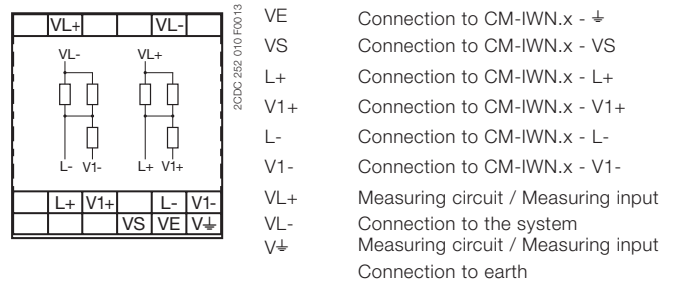 VL+ VL-
VL- VL+
L- V1- L+ V1+
L+ V1+ L- V1-
VS VE V⏚
2CDC 252 010 F0013
VE Connection to CM-IWN.x - ⏚
VS Connection to CM-IWN.x - VS
L+ Connection to CM-IWN.x - L+
V1+ Connection to CM-IWN.x - V1+
L- Connection to CM-IWN.x - L-
V1- Connection to CM-IWN.x - V1-
VL+ Measuring circuit / Measuring input
VL- Connection to the system
V⏚ Measuring circuit / Measuring input
Connection to earth